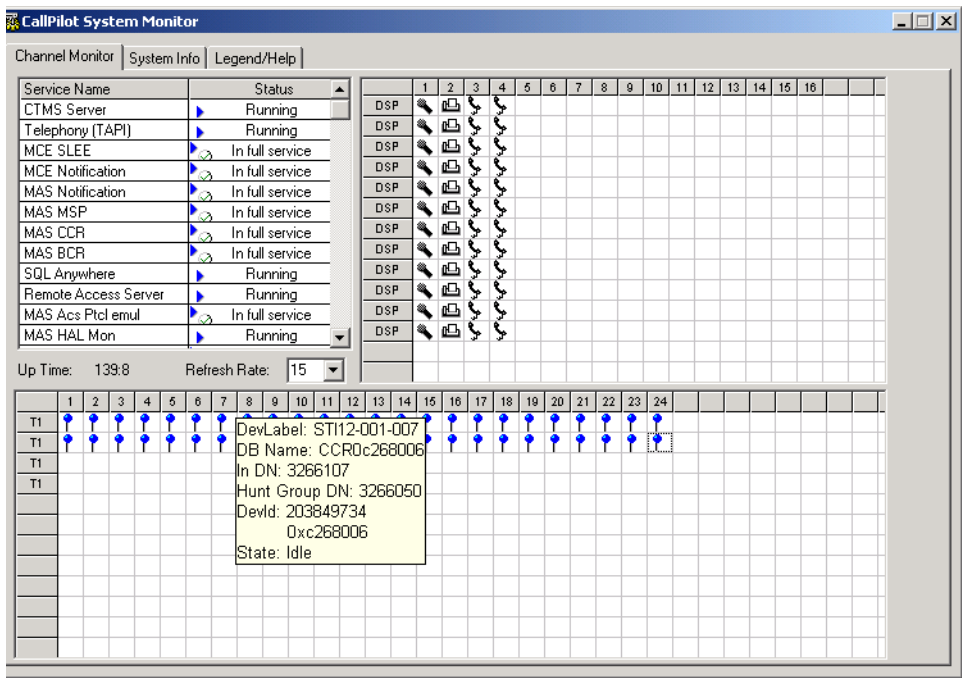 CallPilot System Monitor
Channel Monitor System Info Legend/Help
Service Name Status
CTMS Server Running
Telephony (TAPI) Running
MCE SLEE In full service
MCE Notification In full service
MAS Notification In full service
MAS MSP In full service
MAS CCR In full service
MAS BCR In full service
SQL Anywhere Running
Remote Access Server Running
MAS Acs Ptcl emul In full service
MAS HAL Mon Running
Up Time: 139:8 Refresh Rate: 15
1 2 3 4 5 6 7 8 9 10 11 12 13 14 15 16
DSP
DSP
DSP
DSP
DSP
DSP
DSP
DSP
DSP
DSP
DSP
DSP
1 2 3 4 5 6 7 8 9 10 11 12 13 14 15 16 17 18 19 20 21 22 23 24
T1
T1
T1
T1
DevLabel: STI12-001-007
DB Name: CCR0c268006
In DN: 3266107
Hunt Group DN: 3266050
DevId: 203849734
0xc268006
State: Idle